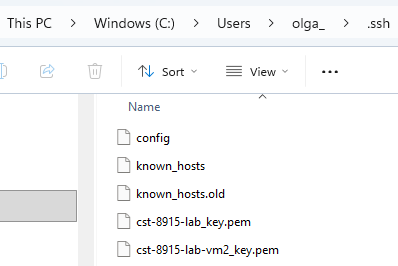 This PC > Windows (C:) > Users > olga_ > .ssh
Sort View ...
Name
config
known_hosts
known_hosts.old
cst-8915-lab_key.pem
cst-8915-lab-vm2_key.pem